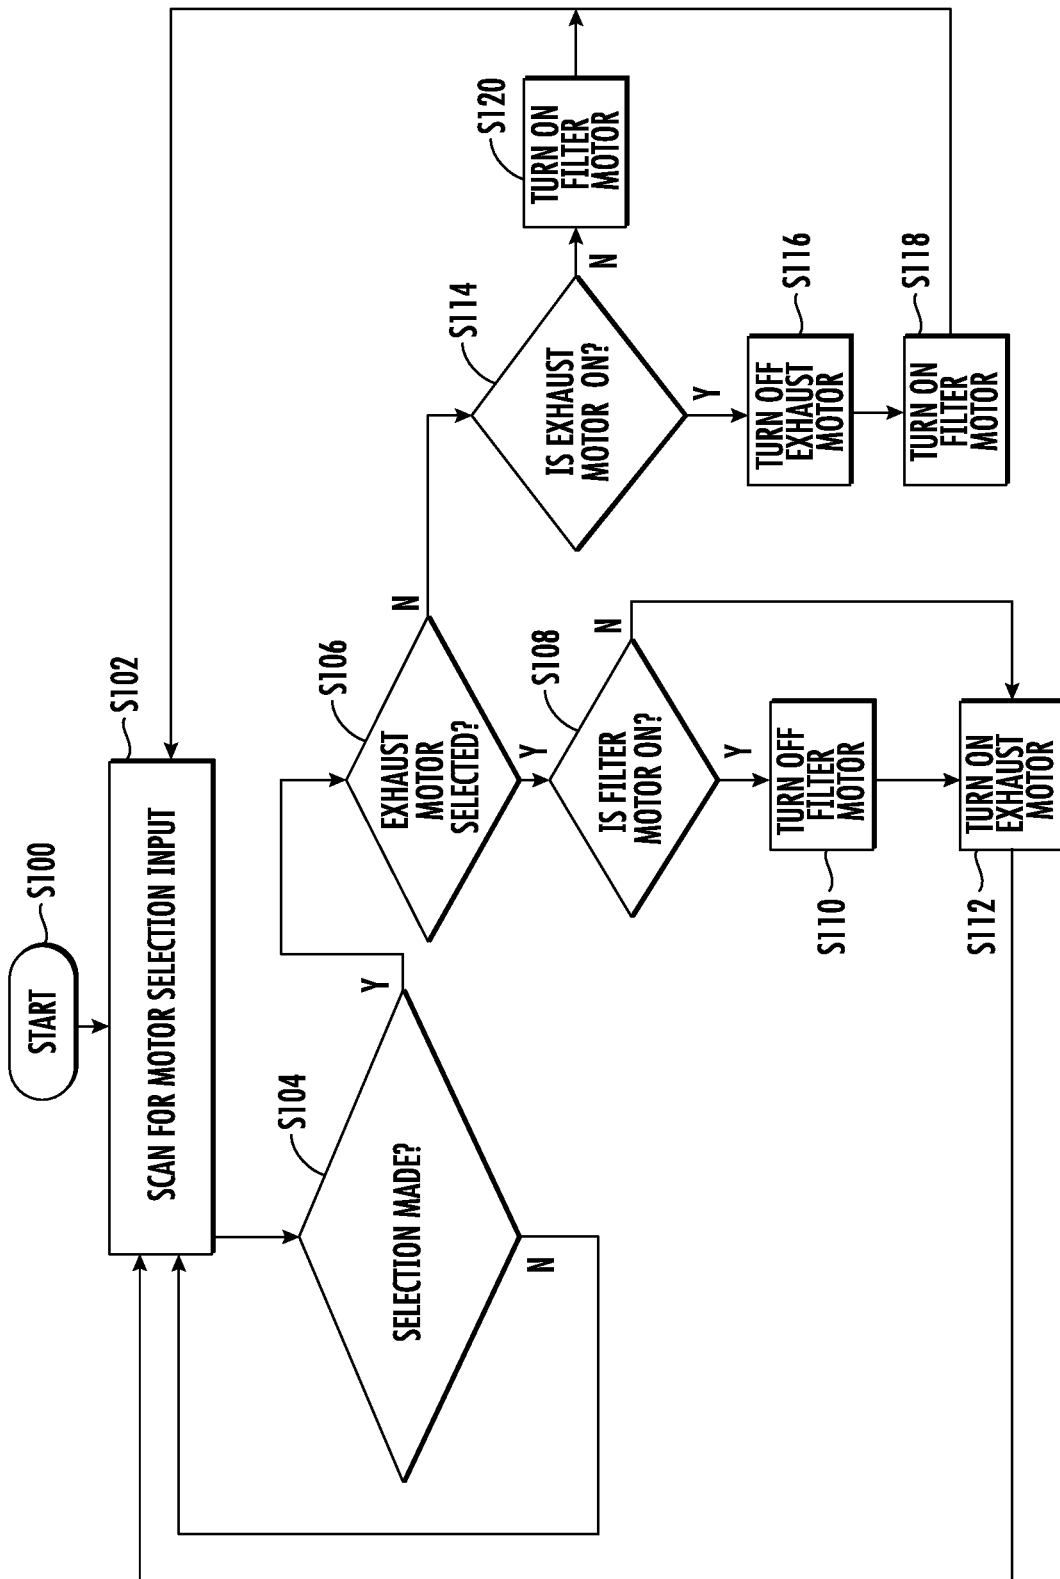 START
S100
SCAN FOR MOTOR SELECTION INPUT
S102
SELECTION MADE?
S104
Y
N
EXHAUST
MOTOR
SELECTED?
S106
N
Y
IS FILTER
MOTOR ON?
S108
N
Y
TURN OFF
FILTER
MOTOR
S110
TURN ON
EXHAUST
MOTOR
S112
IS EXHAUST
MOTOR ON?
S114
N
Y
TURN OFF
EXHAUST
MOTOR
S116
TURN ON
FILTER
MOTOR
S118
TURN ON
FILTER
MOTOR
S120